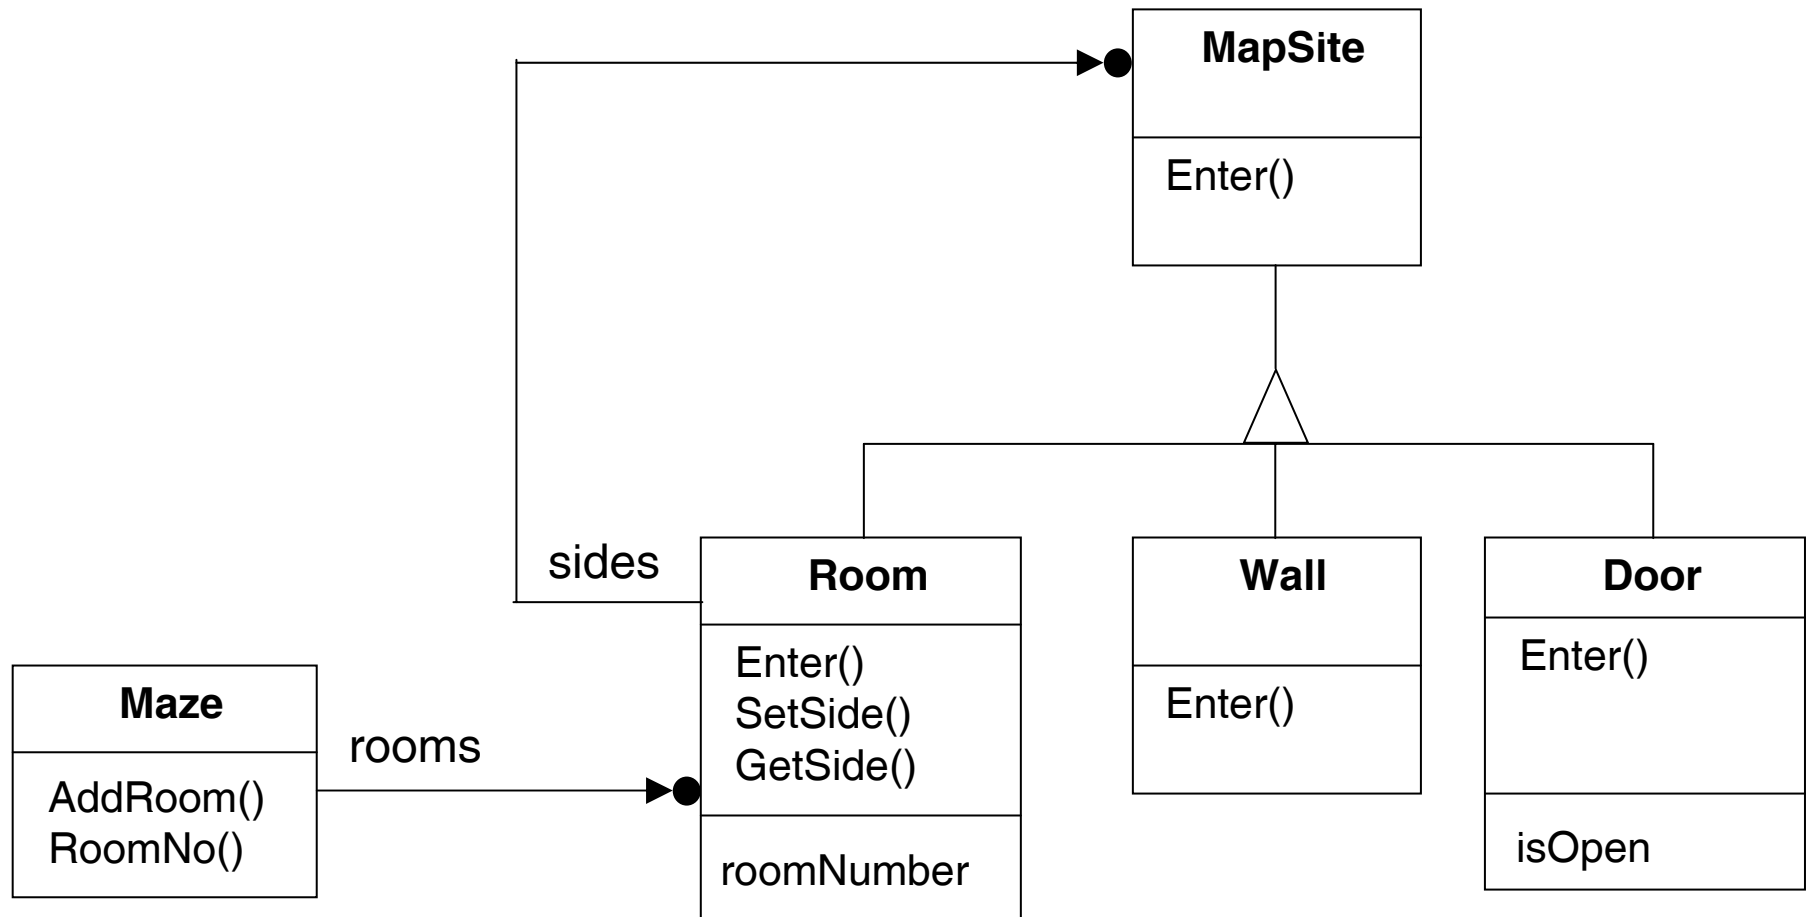 MapSite
Enter()
sides
Room
Enter()
SetSide()
GetSide()
roomNumber
Wall
Enter()
Door
Enter()
isOpen
Maze
AddRoom()
RoomNo()
rooms